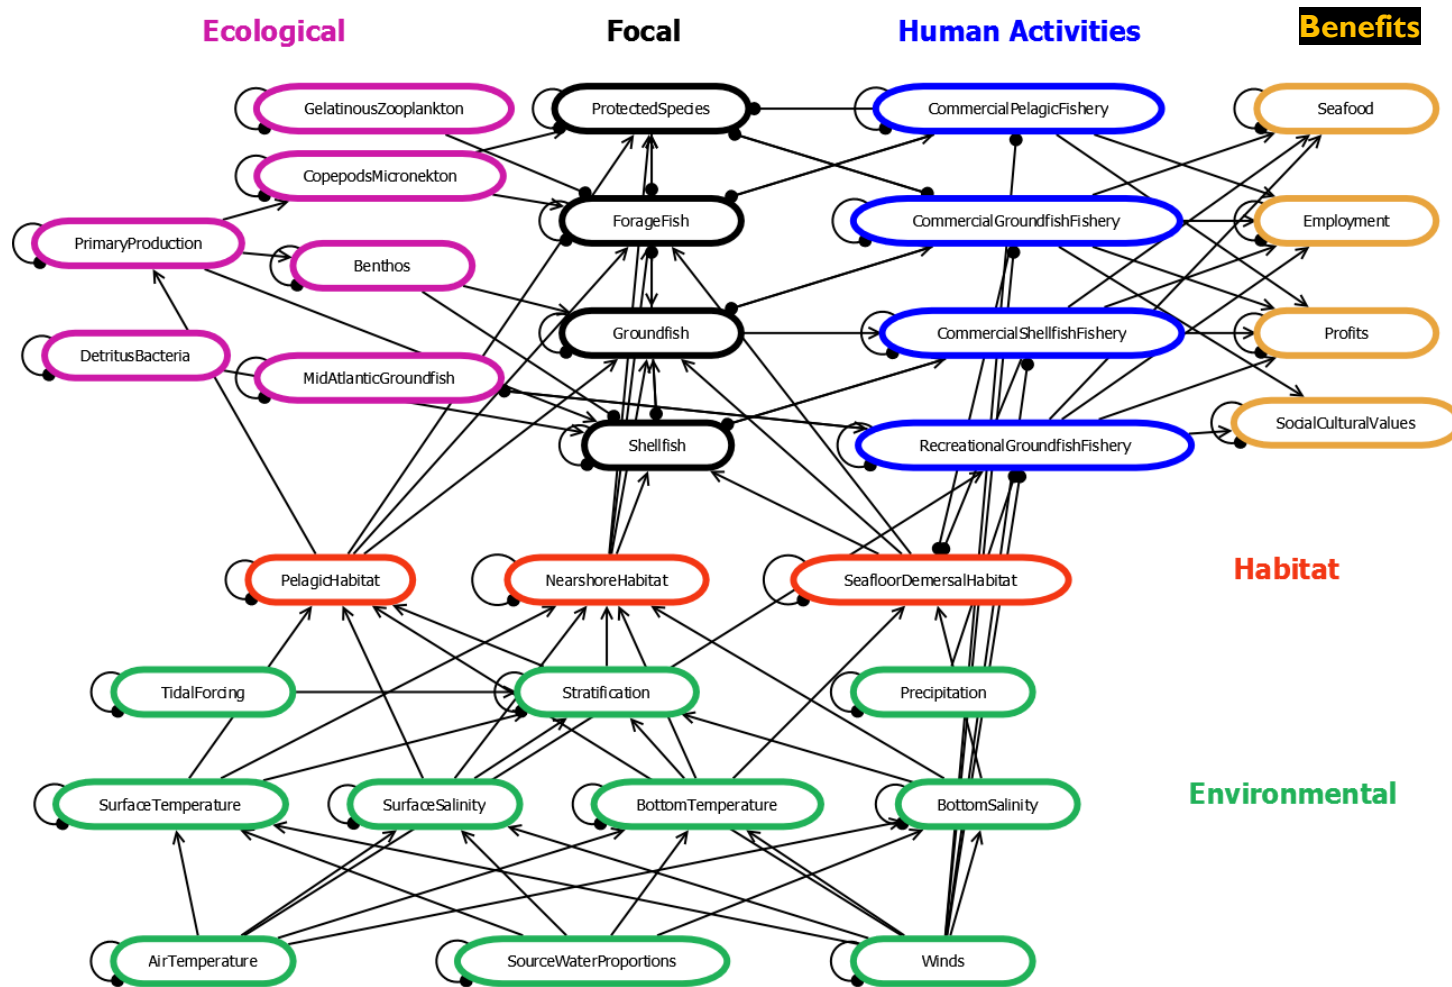 Ecological
Focal
Human Activities
Benefits
GelatinousZooplankton
ProtectedSpecies
CommercialPelagicFishery
Seafood
CopepodsMicronekton
PrimaryProduction
ForageFish
CommercialGroundfishFishery
Employment
Benthos
DetritusBacteria
MidAtlanticGroundfish
Groundfish
CommercialShellfishFishery
Profits
Shellfish
RecreationalGroundfishFishery
SocialCulturalValues
PelagicHabitat
NearshoreHabitat
SeafloorDemersalHabitat
Habitat
TidalForcing
Stratification
Precipitation
SurfaceTemperature
SurfaceSalinity
BottomTemperature
BottomSalinity
Environmental
AirTemperature
SourceWaterProportions
Winds